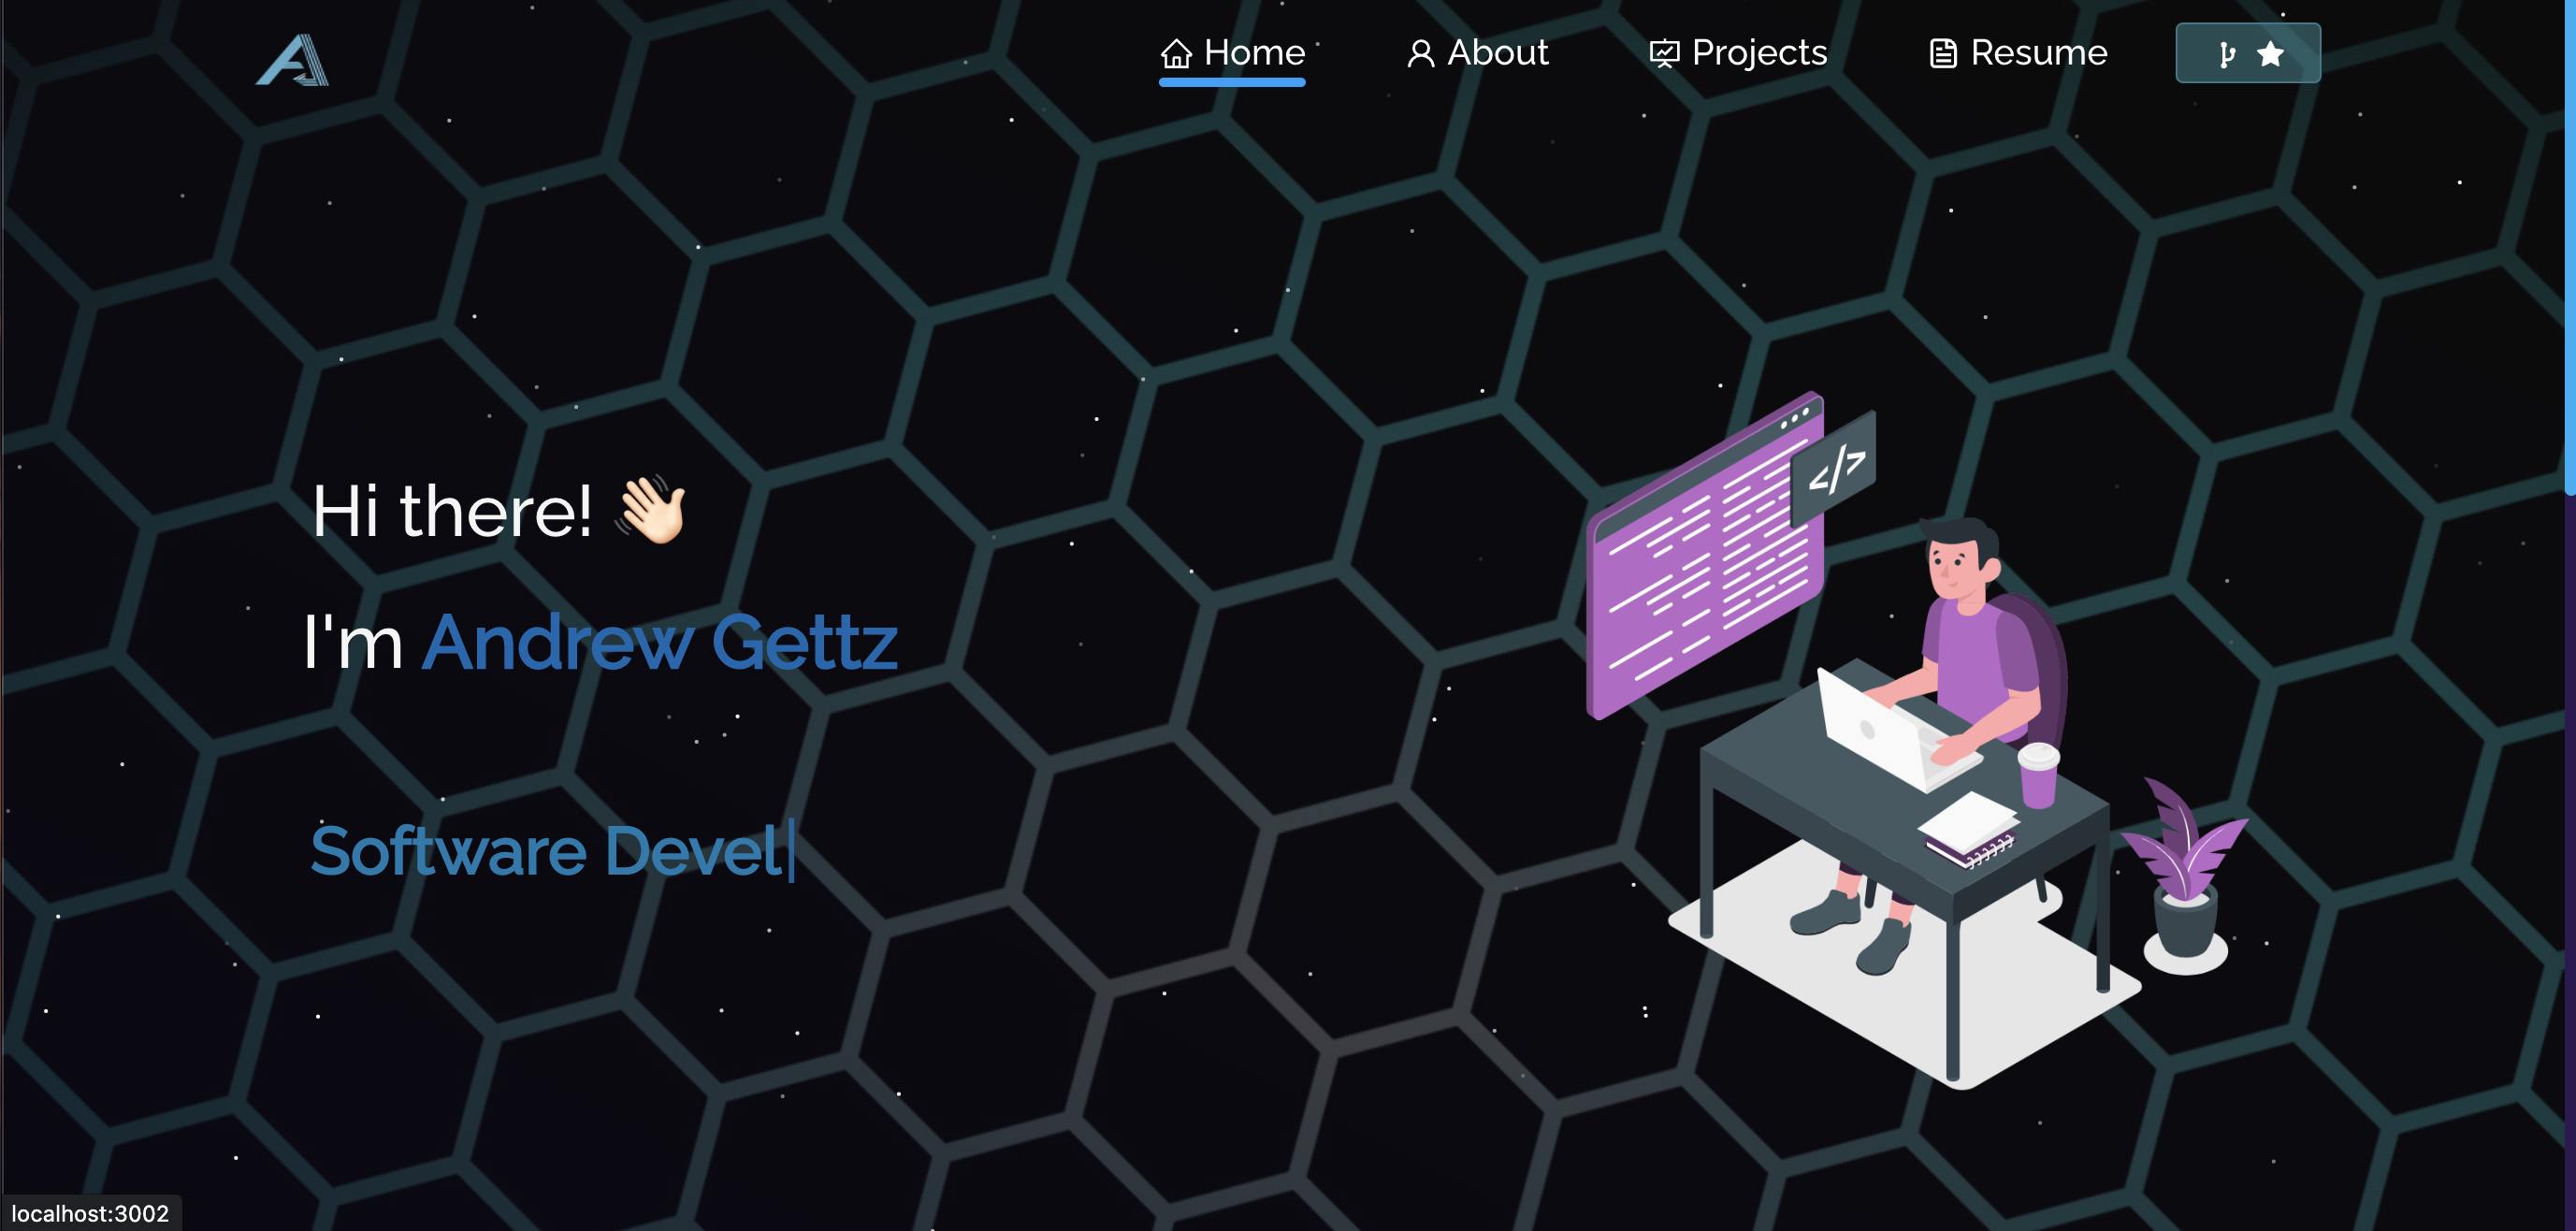 Home About Projects Resume
</>
Hi there! 👋🏻
I'm Andrew Gettz
Software Devel|
localhost:3002